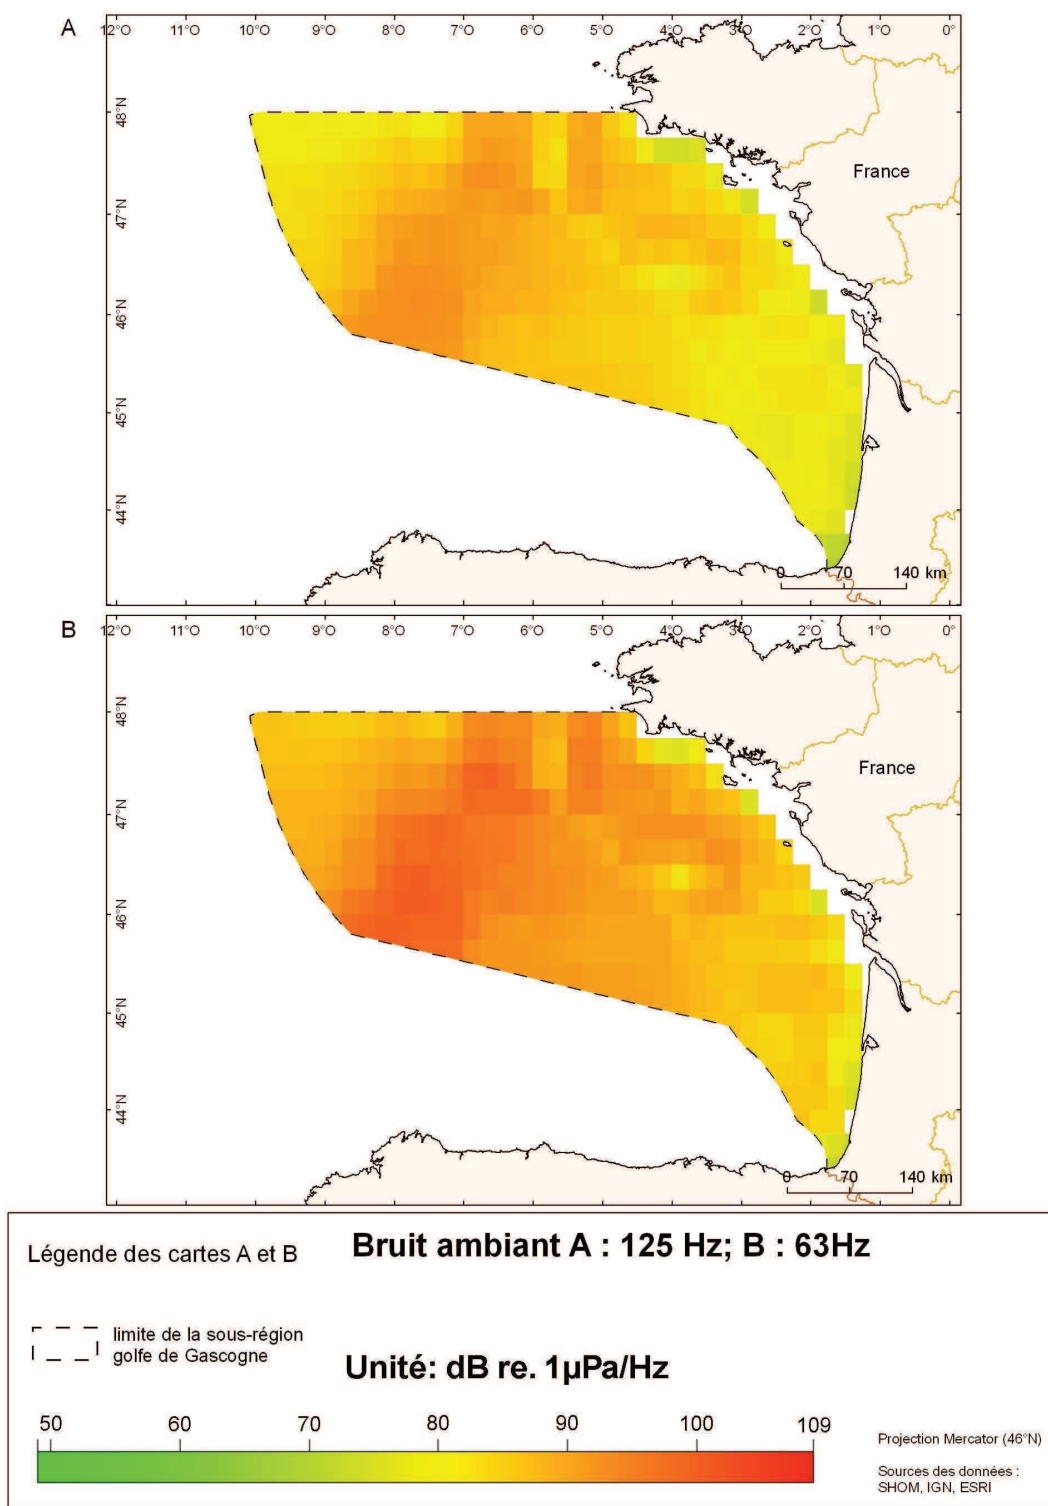 A
12°O 11°O 10°O 9°O 8°O 7°O 6°O 5°O 4°O 3°O 2°O 1°O 0°
48°N
France
47°N
46°N
45°N
44°N
0 70 140 km
B
12°O 11°O 10°O 9°O 8°O 7°O 6°O 5°O 4°O 3°O 2°O 1°O 0°
48°N
France
47°N
46°N
45°N
44°N
0 70 140 km
Légende des cartes A et B
Bruit ambiant A : 125 Hz; B : 63Hz
limite de la sous-région
golfe de Gascogne
Unité: dB re. 1µPa/Hz
50 60 70 80 90 100 109
Projection Mercator (46°N)
Sources des données :
SHOM, IGN, ESRI